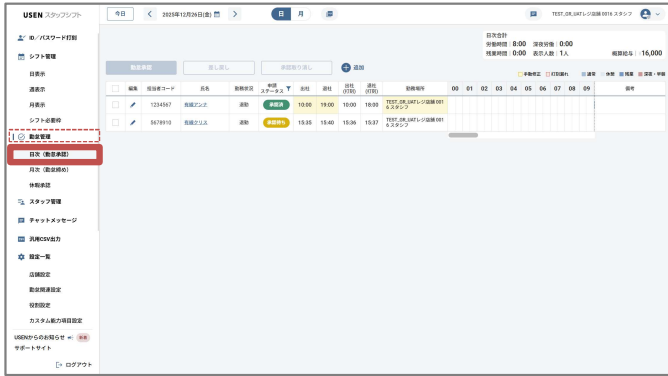 USEN スタッフシフト
今日
2025年12月26日(金)
日
月
TEST_GR_UATレジ店舗 0016 スタシフ
ID／パスワード打刻
シフト管理
日表示
週表示
月表示
シフト必要枠
勤怠管理
日次（勤怠承認）
月次（勤怠締め）
休暇承認
スタッフ管理
チャットメッセージ
汎用CSV出力
設定一覧
店舗設定
勤怠関連設定
役割設定
カスタム能力項目設定
USENからのお知らせ
新着
サポートサイト
ログアウト
日次合計
労働時間 8:00 深夜労働 0:00
残業時間 0:00 表示人数 1人
概算給与 16,000
勤怠承認
差し戻し
承認取り消し
追加
手動修正 打刻漏れ 通常 休憩 残業 深夜・早朝
編集 担当者コード 氏名 勤務状況 申請ステータス 出社 退社 出社(打刻) 退社(打刻) 勤務場所 00 01 02 03 04 05 06 07 08 09 備考
1234567 有線アンナ 退勤 承認済 10:00 19:00 10:00 18:00 TEST_GR_UATレジ店舗 0016 スタシフ
5678910 有線クリス 退勤 承認待ち 15:35 15:40 15:36 15:37 TEST_GR_UATレジ店舗 0016 スタシフ